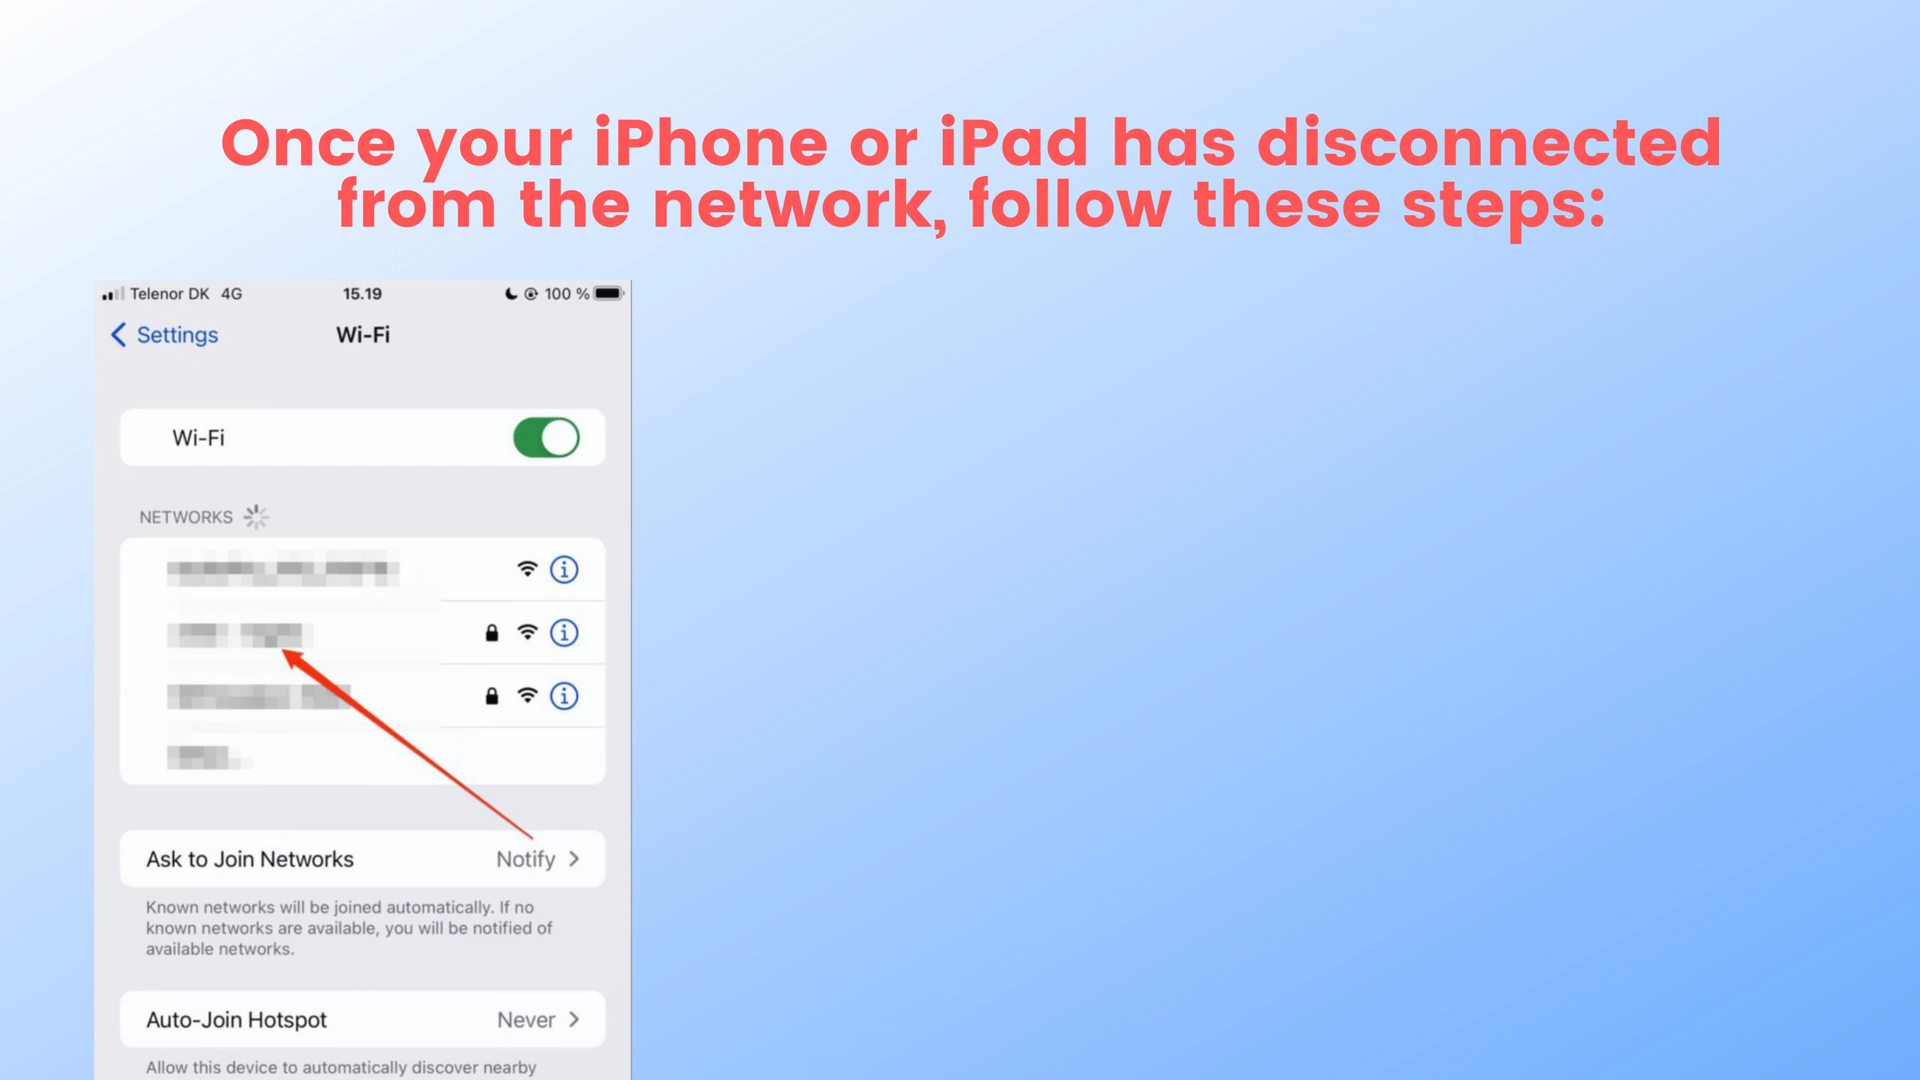 Once your iPhone or iPad has disconnected
from the network, follow these steps:
Telenor DK 4G 15.19 100 %
Settings Wi-Fi
Wi-Fi
NETWORKS
Ask to Join Networks Notify
Known networks will be joined automatically. If no
known networks are available, you will be notified of
available networks.
Auto-Join Hotspot Never
Allow this device to automatically discover nearby